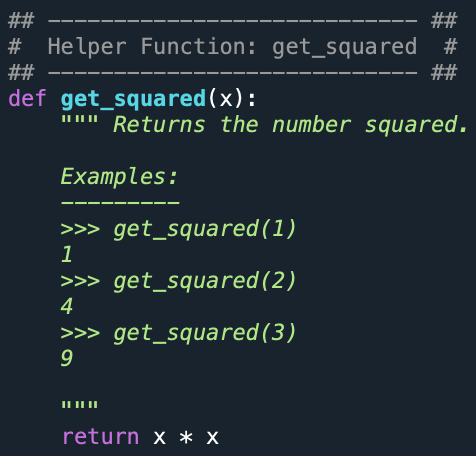 ## ---------------------------- ##
#  Helper Function: get_squared  #
## ---------------------------- ##
def get_squared(x):
    """ Returns the number squared.

    Examples:
    ---------
    >>> get_squared(1)
    1
    >>> get_squared(2)
    4
    >>> get_squared(3)
    9

    """
    return x * x